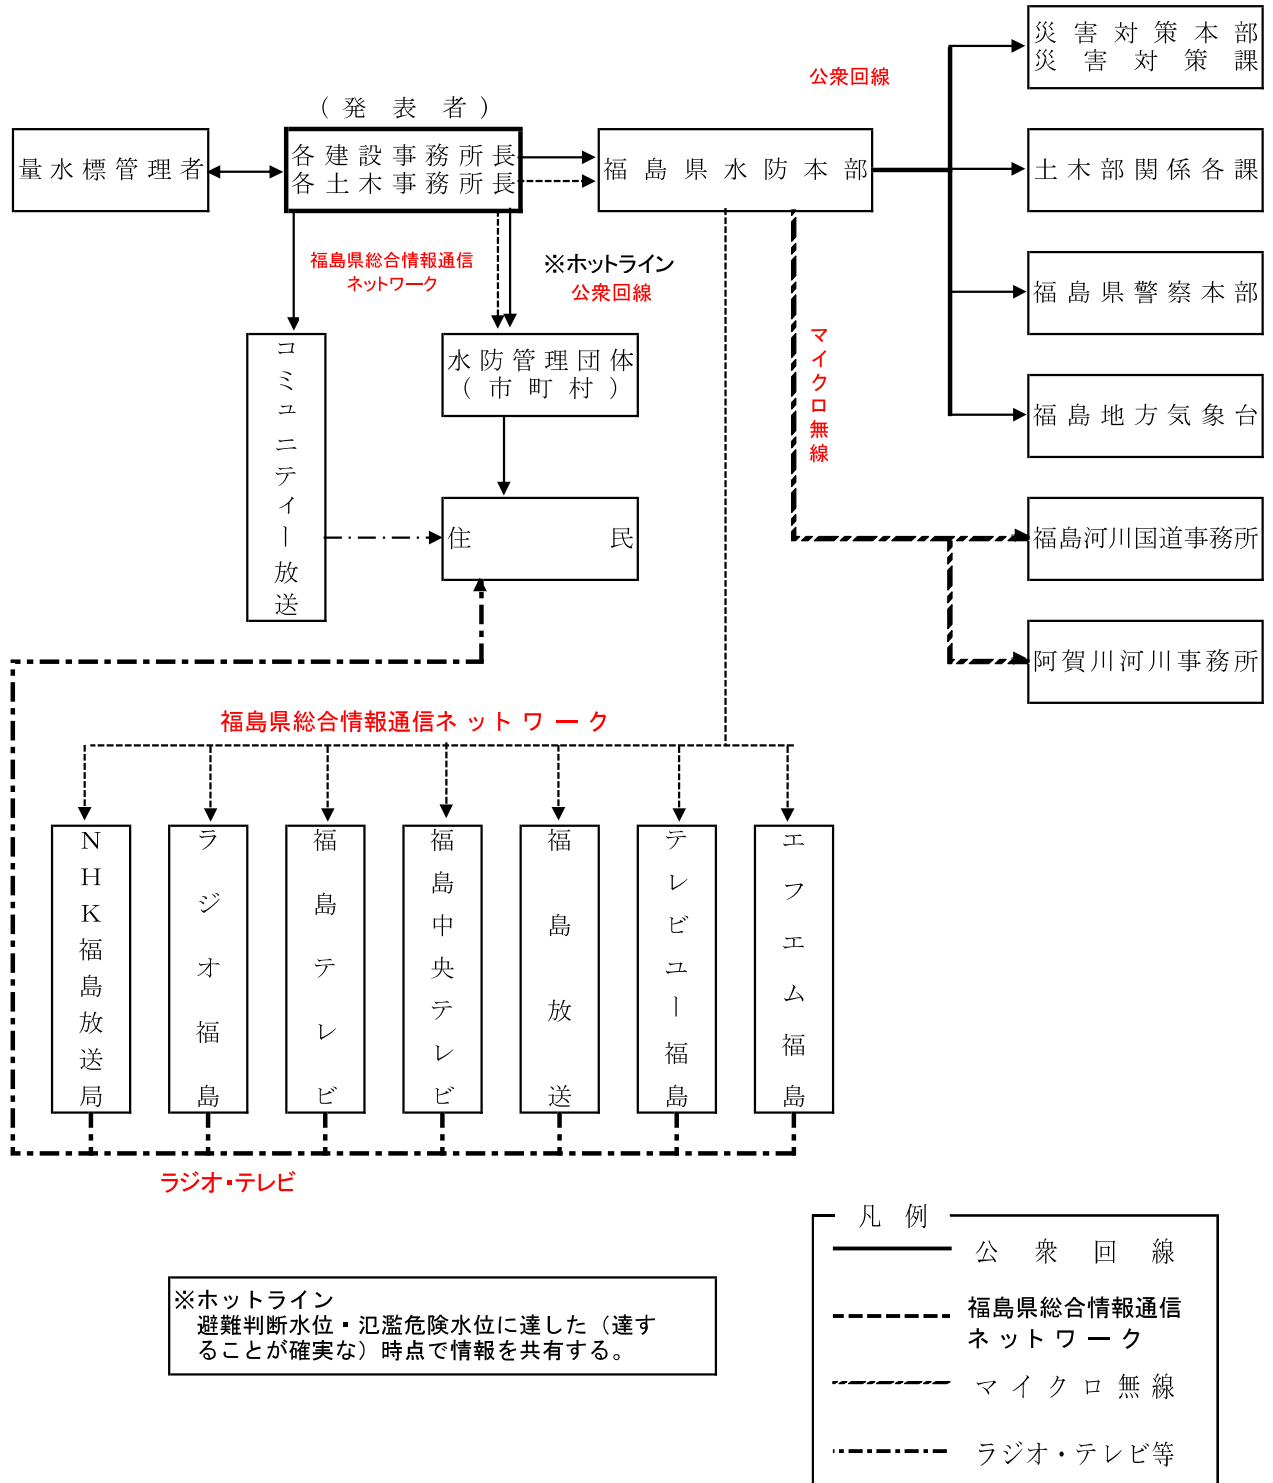 災害対策本部
災害対策課
公衆回線
(発表者)
量水標管理者
各建設事務所長
各土木事務所長
福島県水防本部
土木部関係各課
福島県総合情報通信
ネットワーク
※ホットライン
公衆回線
福島県警察本部
マイクロ無線
コミュニティー放送
水防管理団体
(市町村)
福島地方気象台
住民
福島河川国道事務所
阿賀川河川事務所
福島県総合情報通信ネットワーク
NHK福島放送局
ラジオ福島
福島テレビ
福島中央テレビ
福島放送
テレビユー福島
エフエム福島
ラジオ・テレビ
凡例
公衆回線
福島県総合情報通信
ネットワーク
マイクロ無線
ラジオ・テレビ等
※ホットライン
避難判断水位・氾濫危険水位に達した(達す
ることが確実な)時点で情報を共有する。